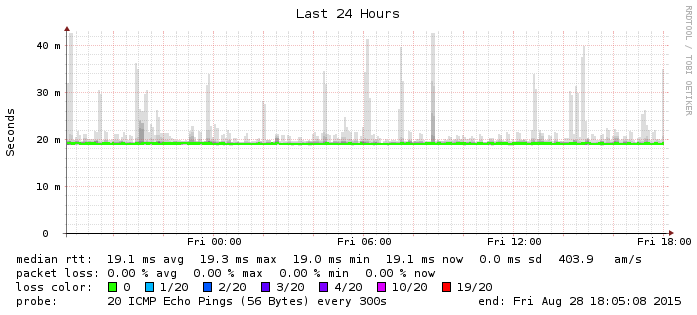 Last 24 Hours
RRDTOOL / TOBI OETIKER
Seconds
40 m
30 m
20 m
10 m
0
Fri 00:00 Fri 06:00 Fri 12:00 Fri 18:00
median rtt: 19.1 ms avg 19.3 ms max 19.0 ms min 19.1 ms now 0.0 ms sd 403.9 am/s
packet loss: 0.00 % avg 0.00 % max 0.00 % min 0.00 % now
loss color: 0 1/20 2/20 3/20 4/20 10/20 19/20
probe: 20 ICMP Echo Pings (56 Bytes) every 300s end: Fri Aug 28 18:05:08 2015